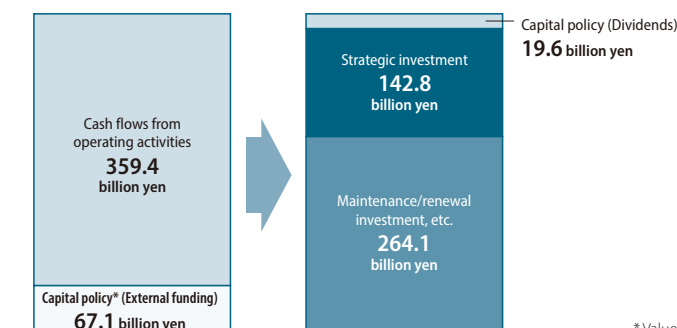 Capital policy (Dividends)
19.6 billion yen
Strategic investment
142.8
billion yen
Cash flows from
operating activities
359.4
billion yen
Maintenance/renewal
investment, etc.
264.1
billion yen
Capital policy* (External funding)
67.1 billion yen
* Value